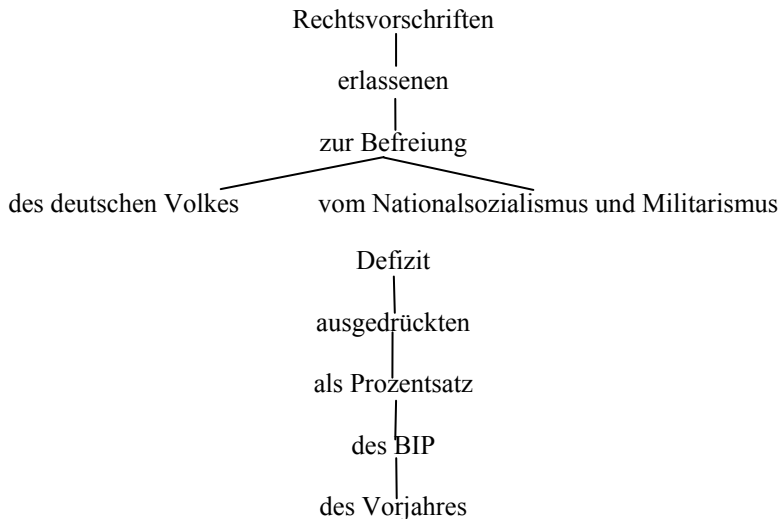 Rechtsvorschriften
erlassenen
zur Befreiung
des deutschen Volkes vom Nationalsozialismus und Militarismus
Defizit
ausgedrückten
als Prozentsatz
des BIP
des Vorjahres